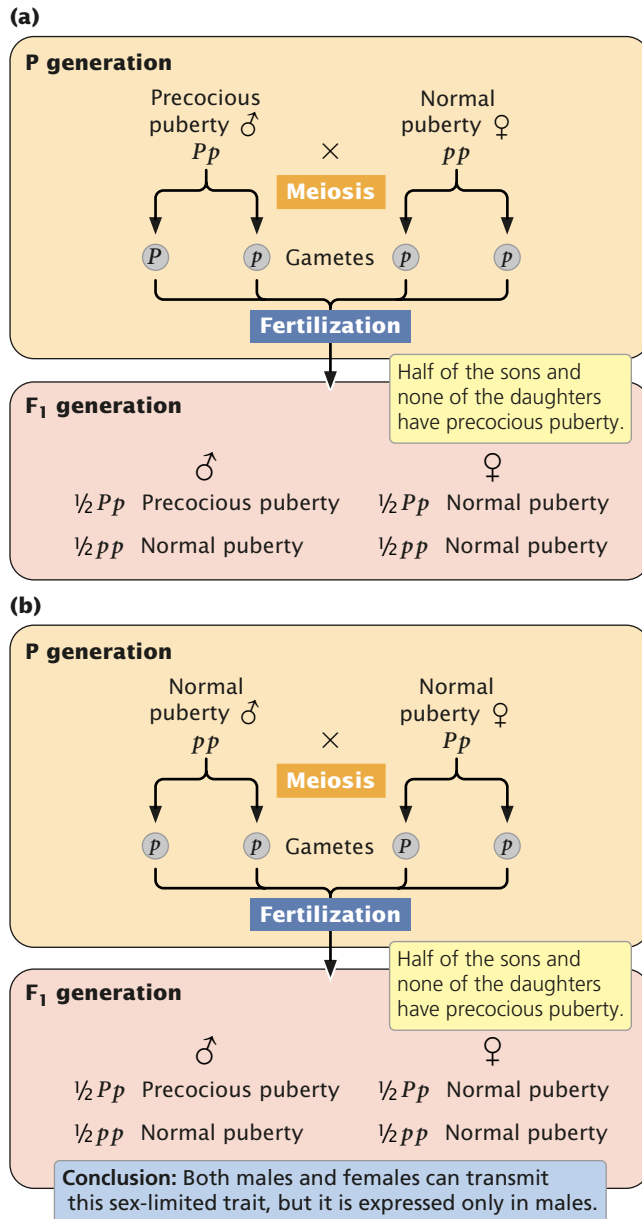 (a)
P generation
Precocious
puberty ♂
Pp
×
Normal
puberty ♀
pp
Meiosis
P
p
Gametes
p
p
Fertilization
Half of the sons and
none of the daughters
have precocious puberty.
F₁ generation
♂
♀
½ Pp Precocious puberty
½ Pp Normal puberty
½ pp Normal puberty
½ pp Normal puberty
(b)
P generation
Normal
puberty ♂
pp
×
Normal
puberty ♀
Pp
Meiosis
p
p
Gametes
P
p
Fertilization
Half of the sons and
none of the daughters
have precocious puberty.
F₁ generation
♂
♀
½ Pp Precocious puberty
½ Pp Normal puberty
½ pp Normal puberty
½ pp Normal puberty
Conclusion: Both males and females can transmit
this sex-limited trait, but it is expressed only in males.